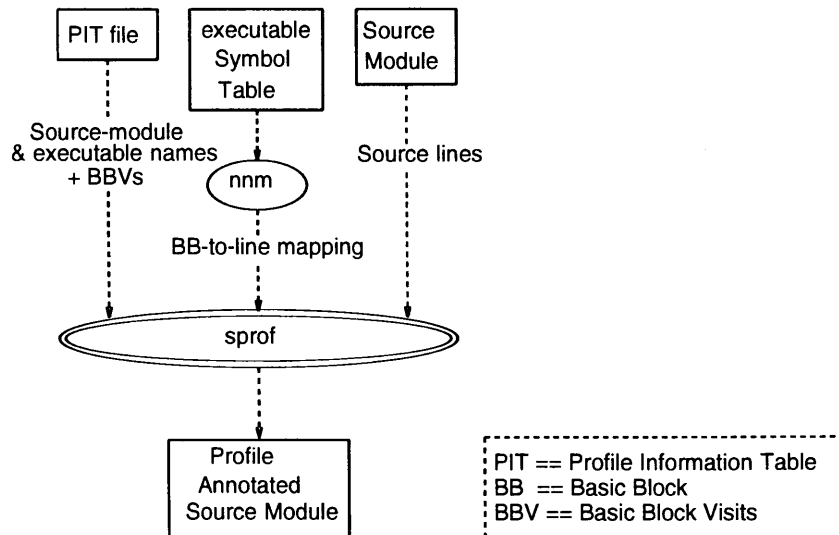 PIT file
executable
Symbol
Table
Source
Module
Source-module
& executable names
+ BBVs
Source lines
nnm
BB-to-line mapping
sprof
Profile
Annotated
Source Module
PIT == Profile Information Table
BB == Basic Block
BBV == Basic Block Visits